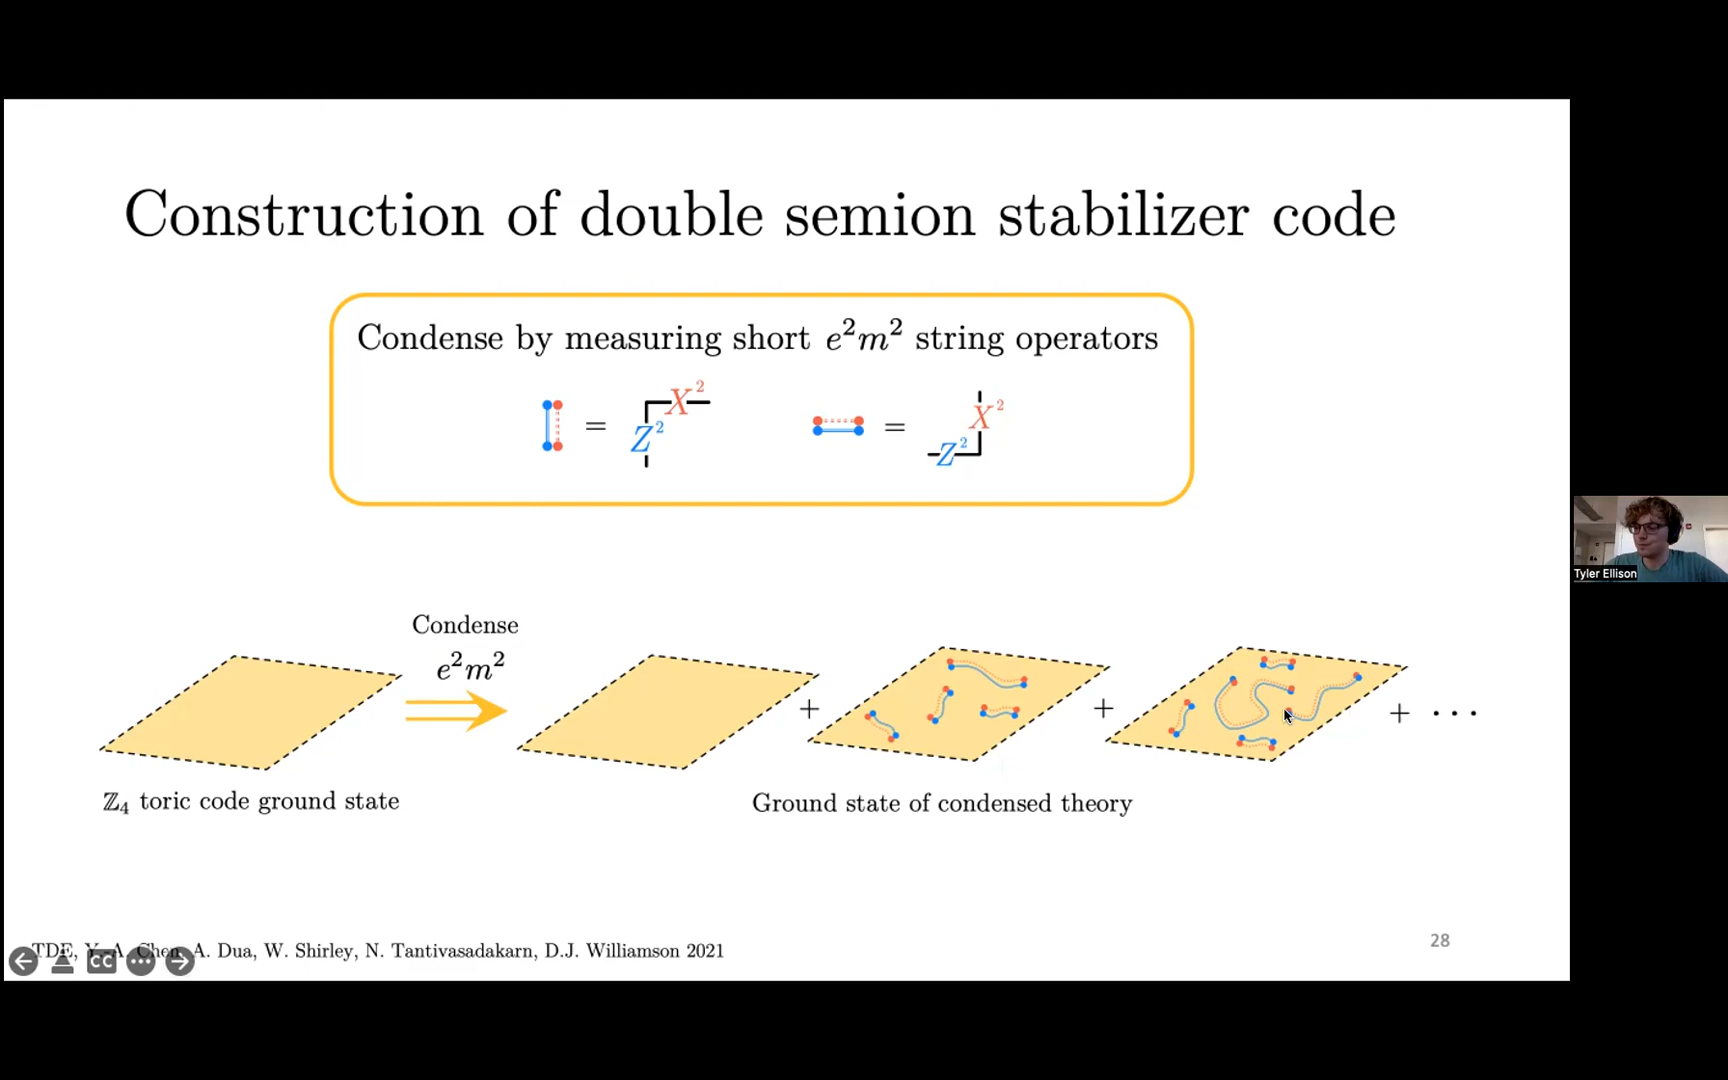 Construction of double semion stabilizer code
Condense by measuring short e²m² string operators
= Z² X²
= Z² X²
Condense
e²m²
+ + + ···
ℤ₄ toric code ground state
Ground state of condensed theory
Tyler Ellison
TDE, Y.-A. Chen, A. Dua, W. Shirley, N. Tantivasadakarn, D.J. Williamson 2021
CC
28